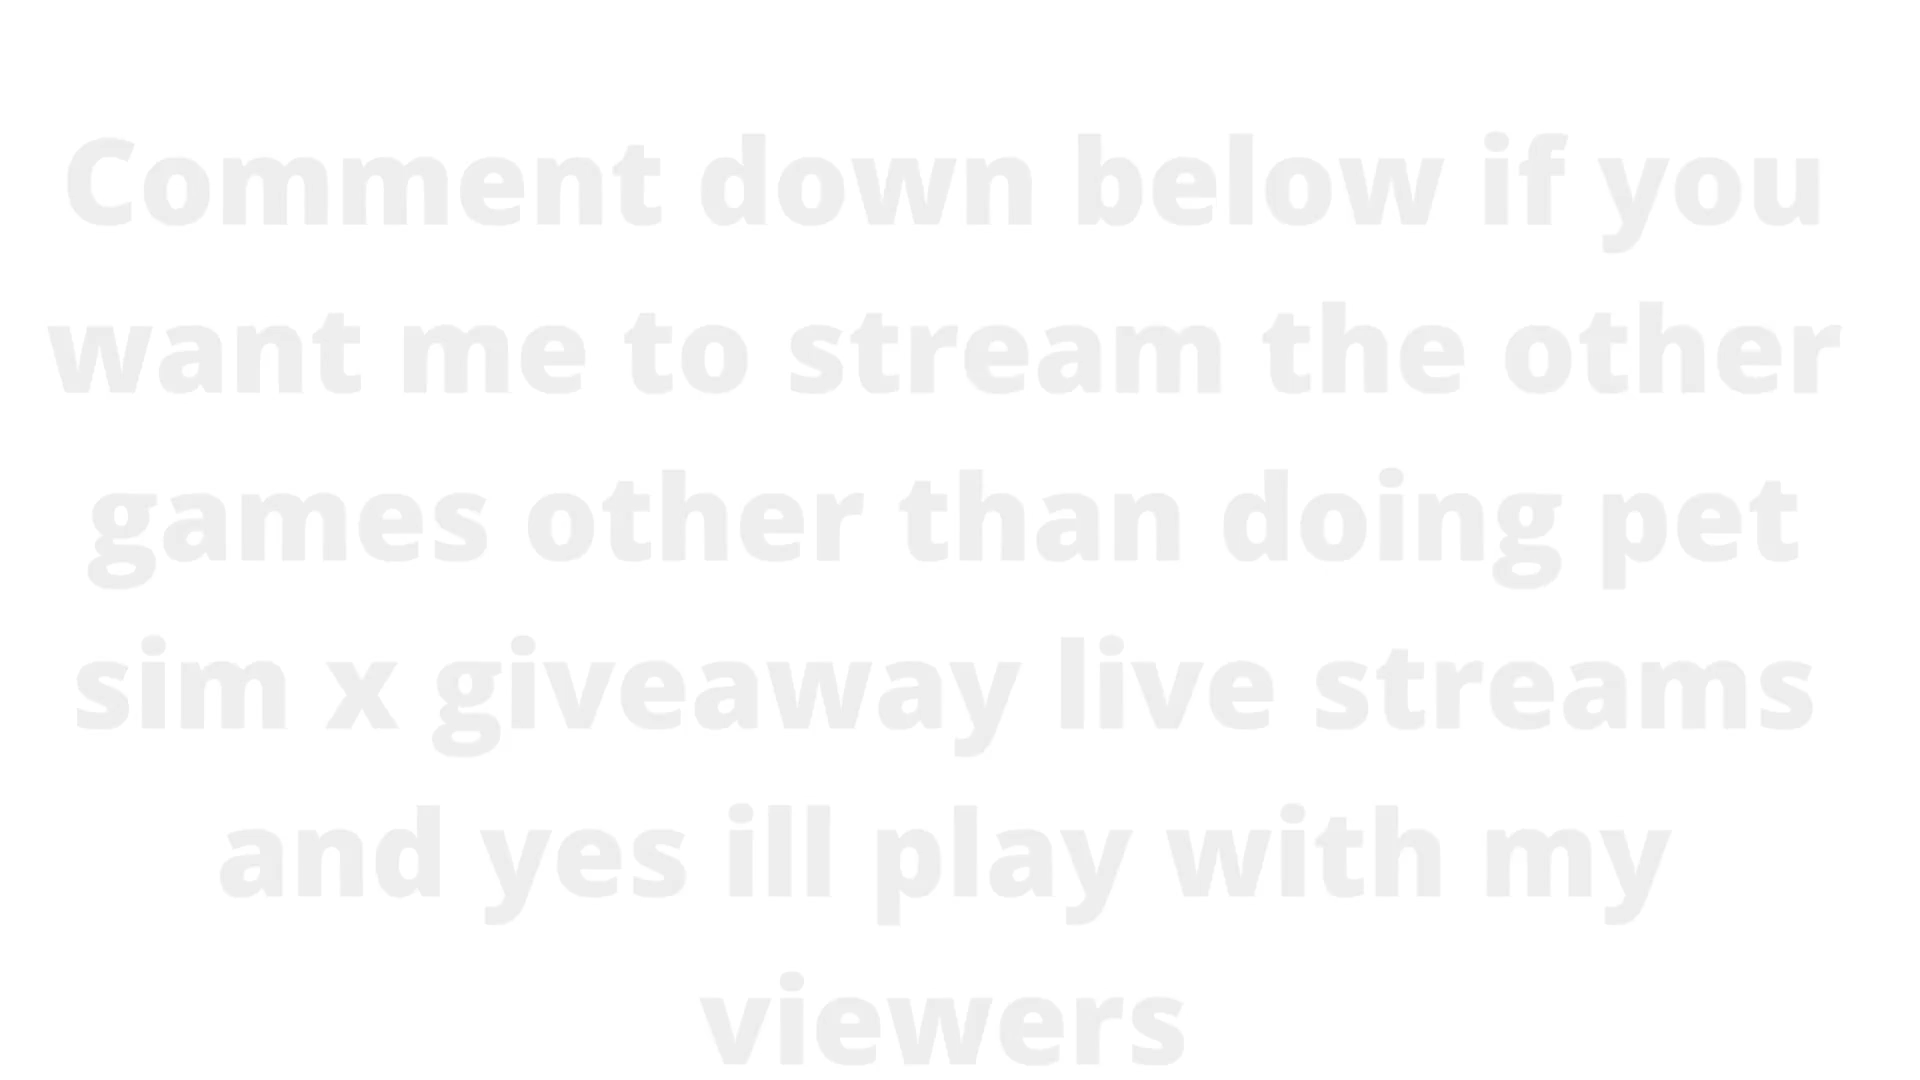 Comment down below if you
want me to stream the other
games other than doing pet
sim x giveaway live streams
and yes ill play with my
viewers